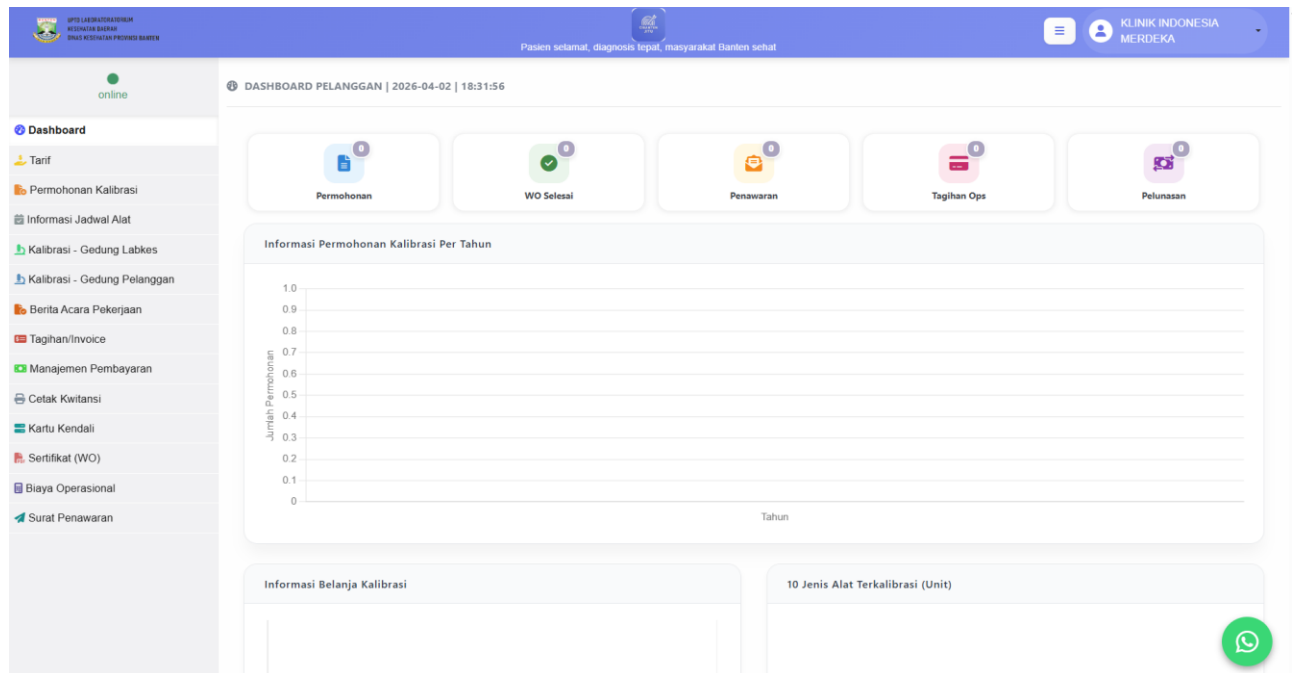 UPTD LABORATORIUM
KESEHATAN DAERAH
DINAS KESEHATAN PROVINSI BANTEN
Pasien selamat, diagnosis tepat, masyarakat Banten sehat
KLINIK INDONESIA
MERDEKA
online
DASHBOARD PELANGGAN | 2026-04-02 | 18:31:56
Dashboard
Tarif
Permohonan Kalibrasi
Informasi Jadwal Alat
Kalibrasi - Gedung Labkes
Kalibrasi - Gedung Pelanggan
Berita Acara Pekerjaan
Tagihan/Invoice
Manajemen Pembayaran
Cetak Kwitansi
Kartu Kendali
Sertifikat (WO)
Biaya Operasional
Surat Penawaran
0
Permohonan
0
WO Selesai
0
Penawaran
0
Tagihan Ops
0
Pelunasan
Informasi Permohonan Kalibrasi Per Tahun
Jumlah Permohonan
1.0
0.9
0.8
0.7
0.6
0.5
0.4
0.3
0.2
0.1
0
Tahun
Informasi Belanja Kalibrasi
10 Jenis Alat Terkalibrasi (Unit)